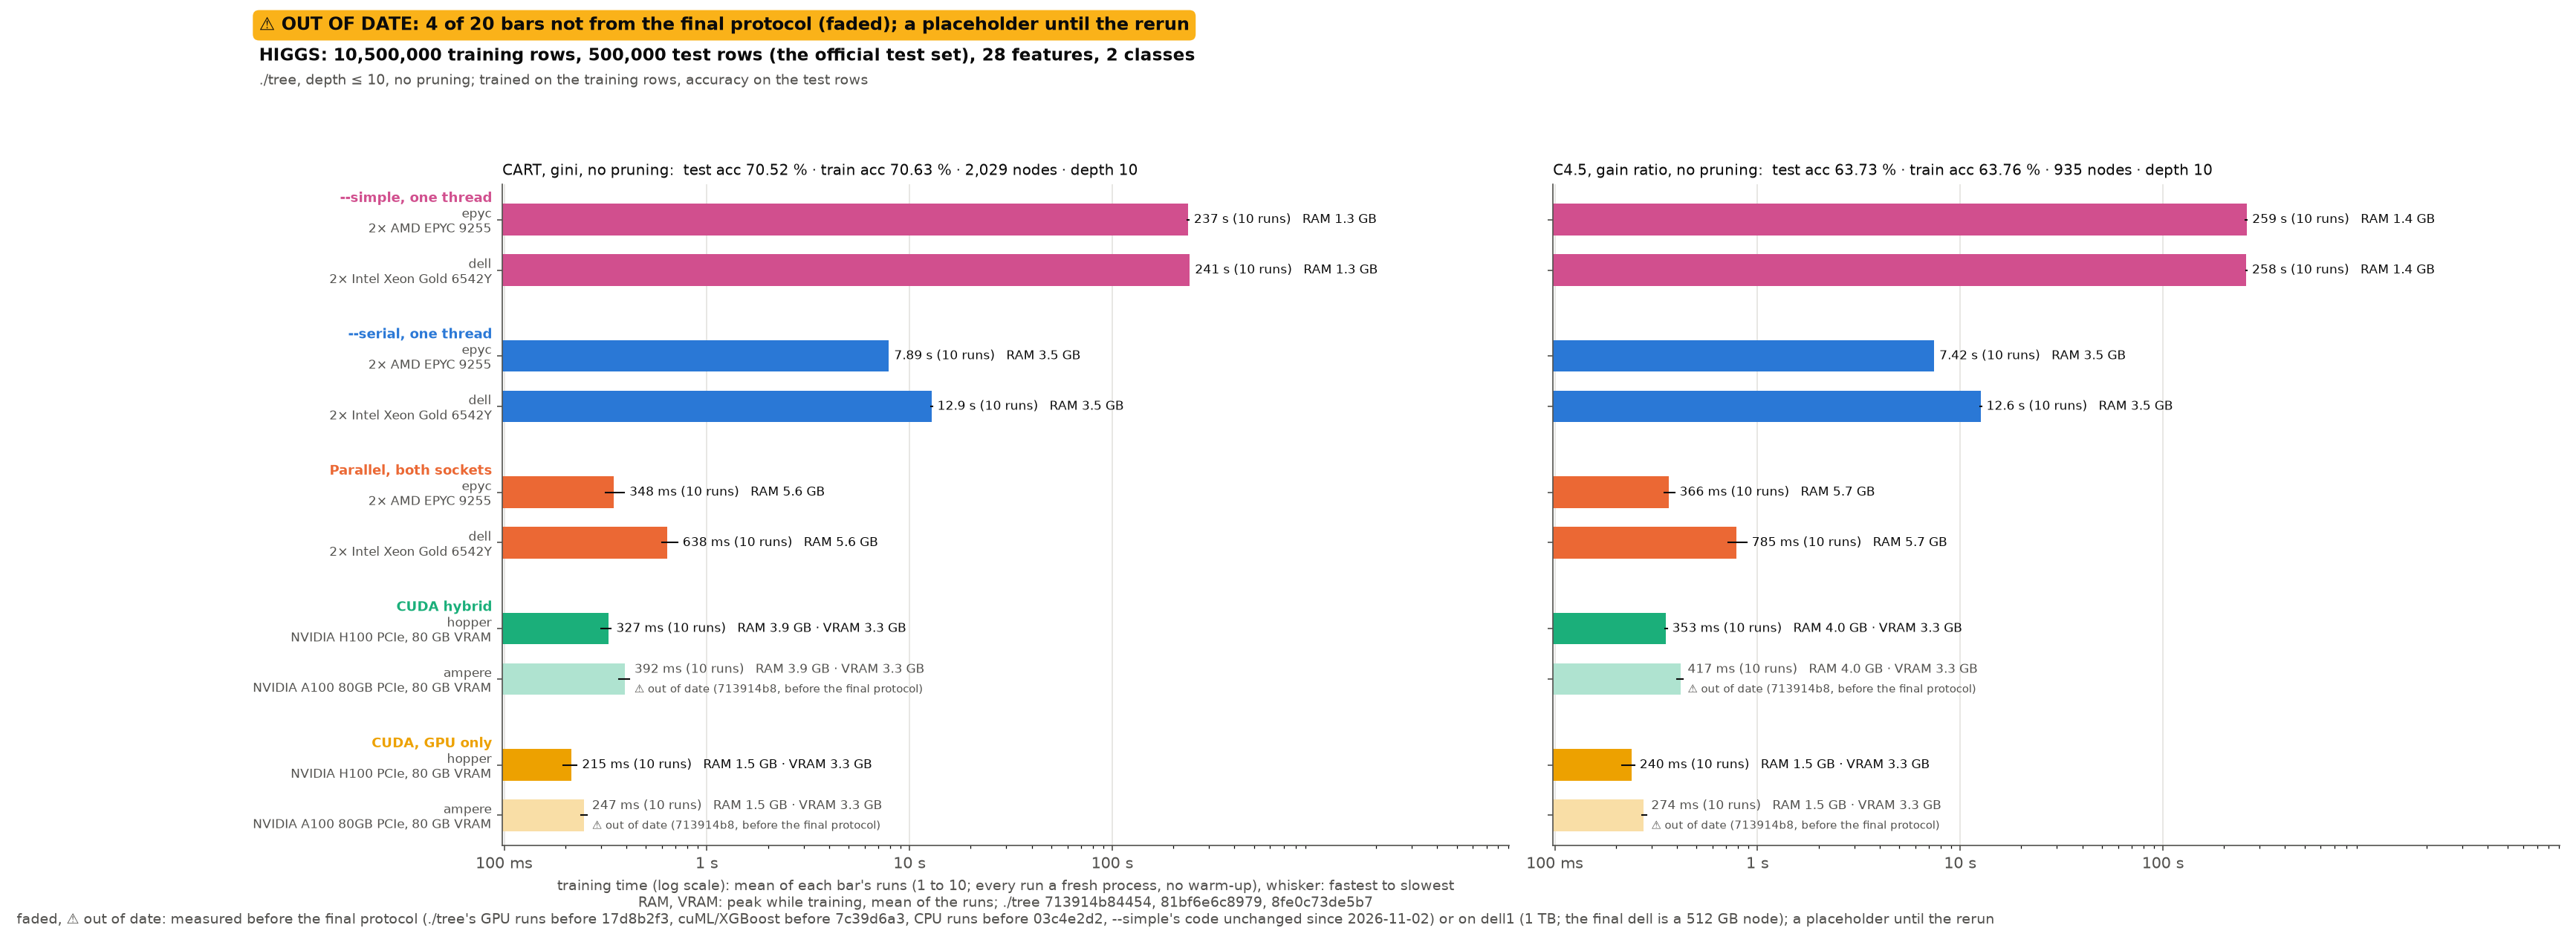 ⚠ OUT OF DATE: 4 of 20 bars not from the final protocol (faded); a placeholder until the rerun
HIGGS: 10,500,000 training rows, 500,000 test rows (the official test set), 28 features, 2 classes
./tree, depth ≤ 10, no pruning; trained on the training rows, accuracy on the test rows
CART, gini, no pruning:  test acc 70.52 % · train acc 70.63 % · 2,029 nodes · depth 10
--simple, one thread
epyc
2× AMD EPYC 9255
237 s (10 runs)   RAM 1.3 GB
dell
2× Intel Xeon Gold 6542Y
241 s (10 runs)   RAM 1.3 GB
--serial, one thread
epyc
2× AMD EPYC 9255
7.89 s (10 runs)   RAM 3.5 GB
dell
2× Intel Xeon Gold 6542Y
12.9 s (10 runs)   RAM 3.5 GB
Parallel, both sockets
epyc
2× AMD EPYC 9255
348 ms (10 runs)   RAM 5.6 GB
dell
2× Intel Xeon Gold 6542Y
638 ms (10 runs)   RAM 5.6 GB
CUDA hybrid
hopper
NVIDIA H100 PCIe, 80 GB VRAM
327 ms (10 runs)   RAM 3.9 GB · VRAM 3.3 GB
ampere
NVIDIA A100 80GB PCIe, 80 GB VRAM
392 ms (10 runs)   RAM 3.9 GB · VRAM 3.3 GB
⚠ out of date (713914b8, before the final protocol)
CUDA, GPU only
hopper
NVIDIA H100 PCIe, 80 GB VRAM
215 ms (10 runs)   RAM 1.5 GB · VRAM 3.3 GB
ampere
NVIDIA A100 80GB PCIe, 80 GB VRAM
247 ms (10 runs)   RAM 1.5 GB · VRAM 3.3 GB
⚠ out of date (713914b8, before the final protocol)
100 ms 1 s 10 s 100 s
C4.5, gain ratio, no pruning:  test acc 63.73 % · train acc 63.76 % · 935 nodes · depth 10
259 s (10 runs)   RAM 1.4 GB
258 s (10 runs)   RAM 1.4 GB
7.42 s (10 runs)   RAM 3.5 GB
12.6 s (10 runs)   RAM 3.5 GB
366 ms (10 runs)   RAM 5.7 GB
785 ms (10 runs)   RAM 5.7 GB
353 ms (10 runs)   RAM 4.0 GB · VRAM 3.3 GB
417 ms (10 runs)   RAM 4.0 GB · VRAM 3.3 GB
⚠ out of date (713914b8, before the final protocol)
240 ms (10 runs)   RAM 1.5 GB · VRAM 3.3 GB
274 ms (10 runs)   RAM 1.5 GB · VRAM 3.3 GB
⚠ out of date (713914b8, before the final protocol)
100 ms 1 s 10 s 100 s
training time (log scale): mean of each bar's runs (1 to 10; every run a fresh process, no warm-up), whisker: fastest to slowest
RAM, VRAM: peak while training, mean of the runs; ./tree 713914b84454, 81bf6e6c8979, 8fe0c73de5b7
faded, ⚠ out of date: measured before the final protocol (./tree's GPU runs before 17d8b2f3, cuML/XGBoost before 7c39d6a3, CPU runs before 03c4e2d2, --simple's code unchanged since 2026-11-02) or on dell1 (1 TB; the final dell is a 512 GB node); a placeholder until the rerun